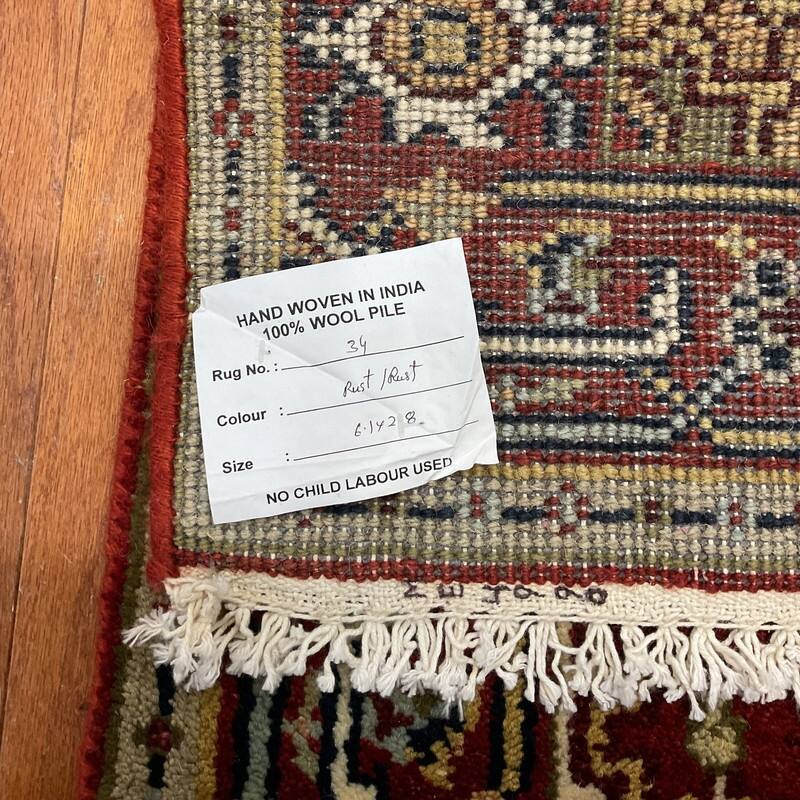 HAND WOVEN IN INDIA
100% WOOL PILE
Rug No. : 34
Colour : Rust / Rust
Size : 6.142 8
NO CHILD LABOUR USED